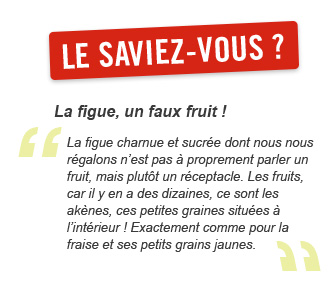 LE SAVIEZ-VOUS ?
La figue, un faux fruit !
La figue charnue et sucrée dont nous nous
régalons n'est pas à proprement parler un
fruit, mais plutôt un réceptacle. Les fruits,
car il y en a des dizaines, ce sont les
akènes, ces petites graines situées à
l'intérieur ! Exactement comme pour la
fraise et ses petits grains jaunes.